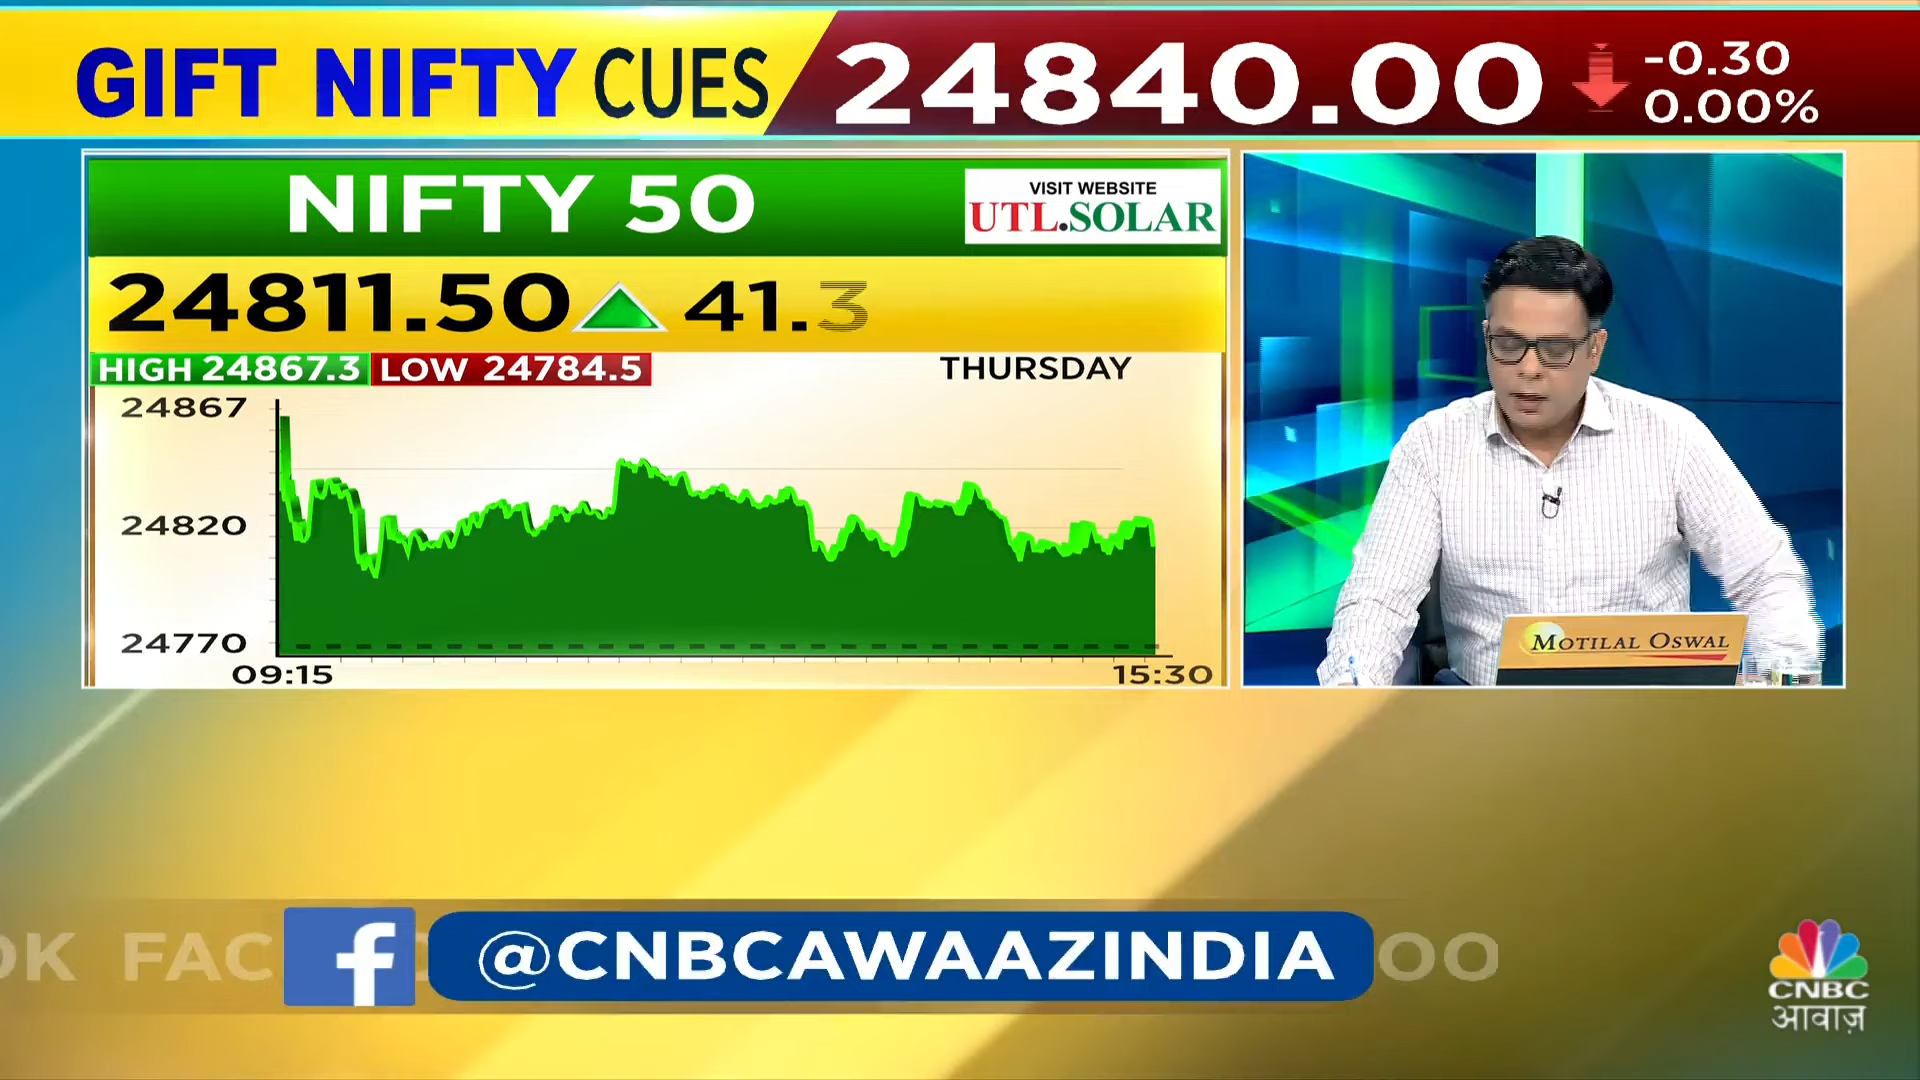 GIFT NIFTY CUES
24840.00
-0.30
0.00%
NIFTY 50
VISIT WEBSITE
UTL.SOLAR
24811.50 41.3
HIGH 24867.3 LOW 24784.5
THURSDAY
24867
24820
24770
09:15 15:30
MOTILAL OSWAL
OK FAC
f
@CNBCAWAAZINDIA
OO
CNBC
आवाज़